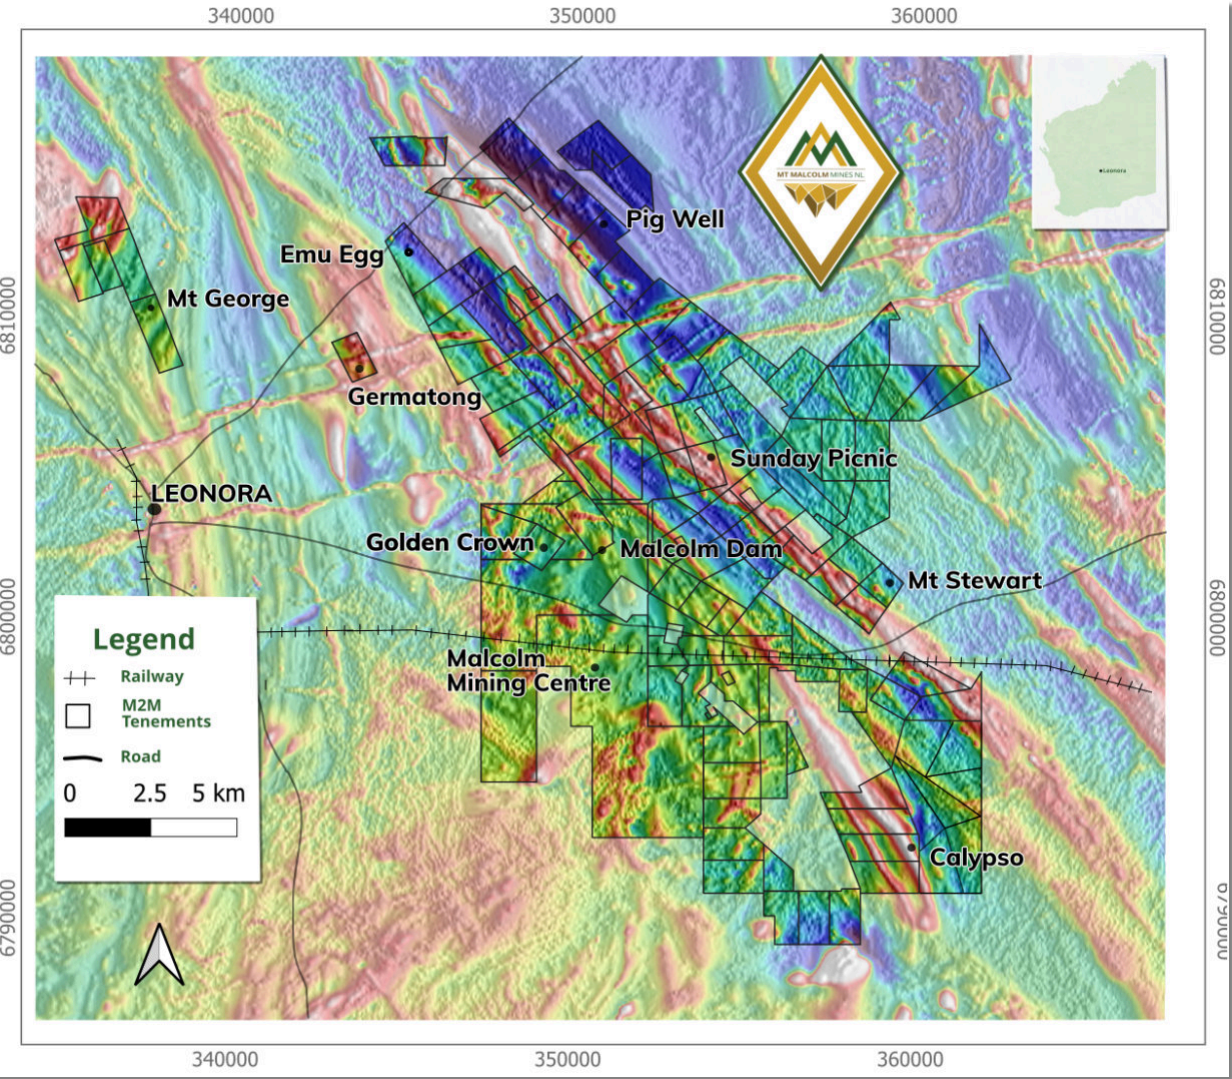 340000
350000
360000
MT MALCOLM MINES NL
Leonora
Pig Well
Emu Egg
Mt George
6810000
6810000
Germatong
Sunday Picnic
LEONORA
Golden Crown
Malcolm Dam
Mt Stewart
6800000
6800000
Legend
Railway
M2M
Tenements
Road
0 2.5 5 km
Malcolm
Mining Centre
Calypso
6790000
6790000
340000
350000
360000